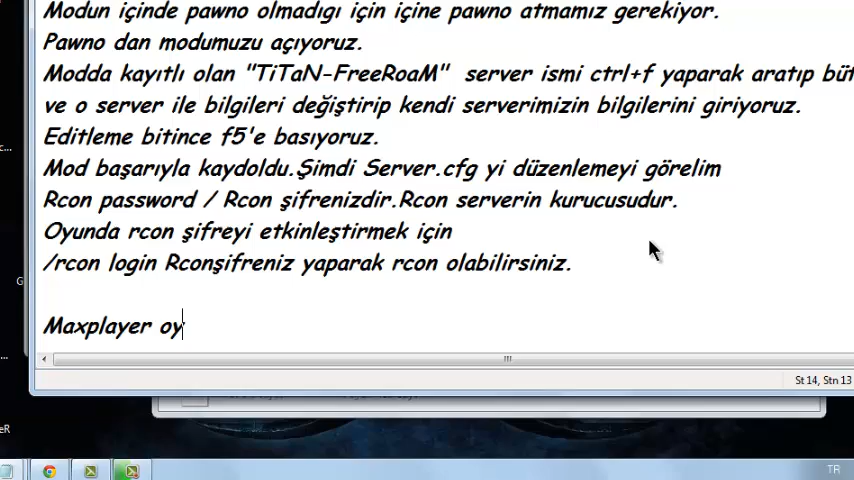 Modun içinde pawno olmadıgı için içine pawno atmamız gerekiyor.
Pawno dan modumuzu açıyoruz.
Modda kayıtlı olan "TiTaN-FreeRoaM" server ismi ctrl+f yaparak aratıp büt
ve o server ile bilgileri değiştirip kendi serverimizin bilgilerini giriyoruz.
Editleme bitince f5'e basıyoruz.
Mod başarıyla kaydoldu.Şimdi Server.cfg yi düzenlemeyi görelim
Rcon password / Rcon şifrenizdir.Rcon serverin kurucusudur.
Oyunda rcon şifreyi etkinleştirmek için
/rcon login Rconşifreniz yaparak rcon olabilirsiniz.
Maxplayer oy
St 14, Stn 13
TR